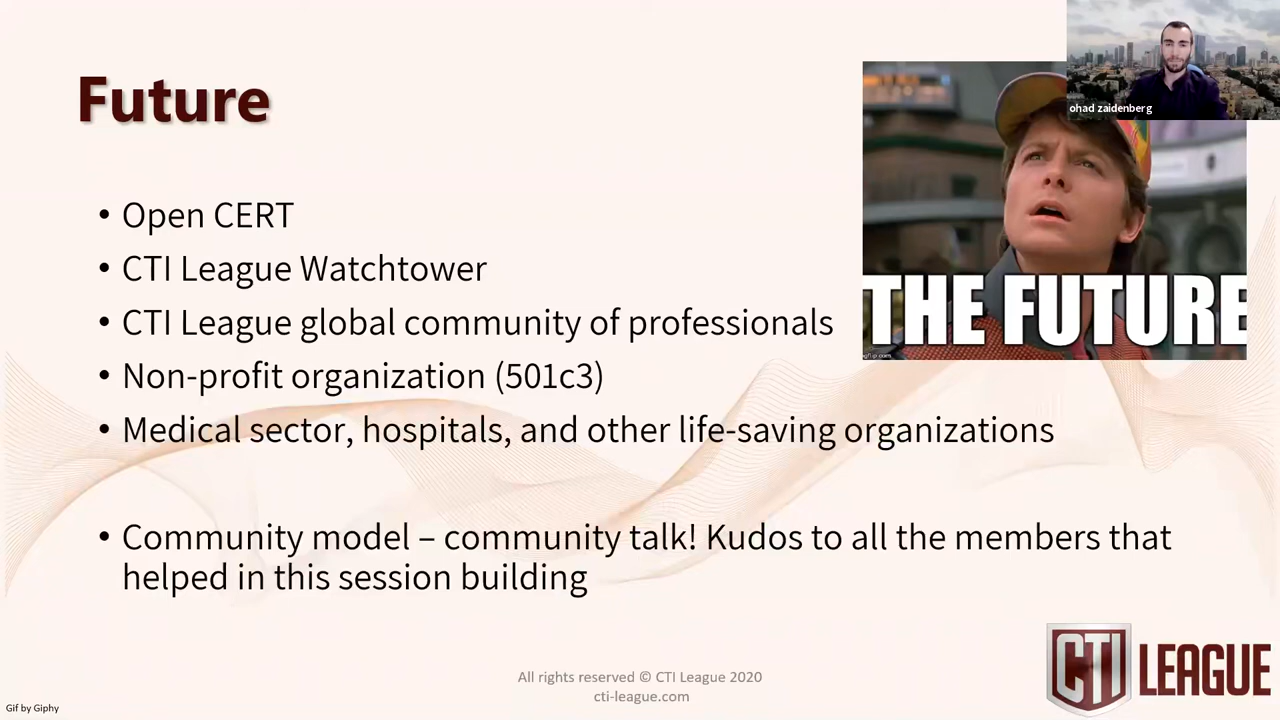 Future
ohad zaidenberg
THE FUTURE
• Open CERT
• CTI League Watchtower
• CTI League global community of professionals
• Non-profit organization (501c3)
• Medical sector, hospitals, and other life-saving organizations
• Community model – community talk! Kudos to all the members that
helped in this session building
All rights reserved © CTI League 2020
cti-league.com
CTI LEAGUE
Gif by Giphy